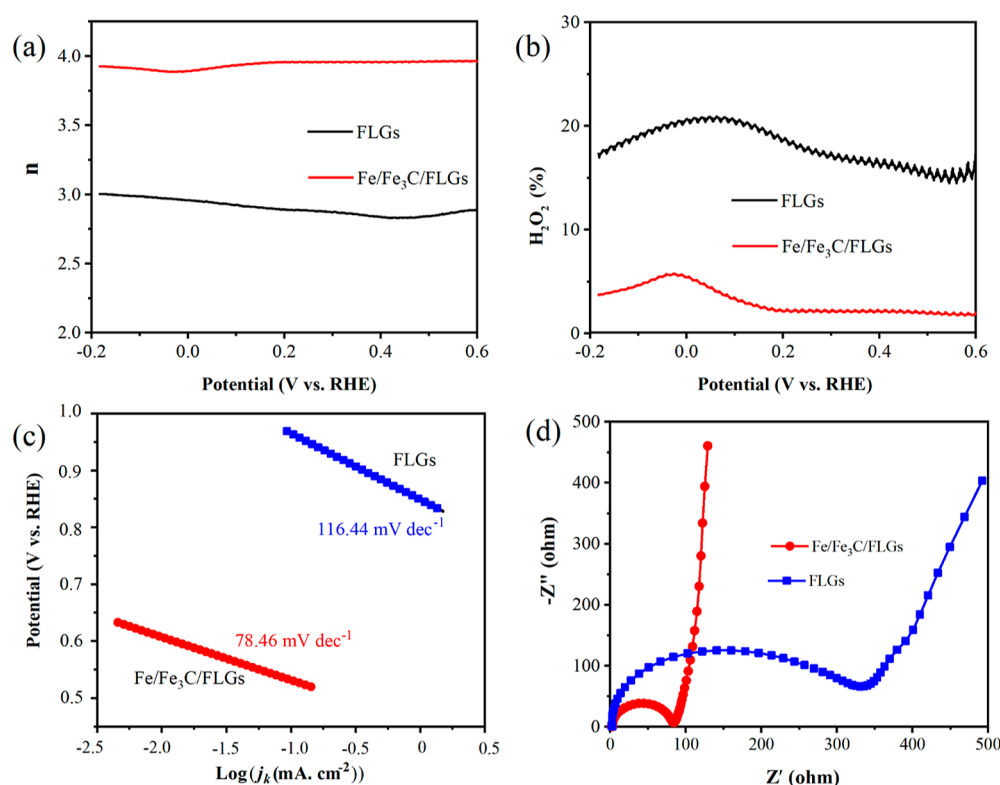 (a)
4.0
3.5
3.0
2.5
2.0
n
FLGs
Fe/Fe₃C/FLGs
-0.2
0.0
0.2
0.4
0.6
Potential (V vs. RHE)
(b)
30
20
10
0
H₂O₂ (%)
FLGs
Fe/Fe₃C/FLGs
-0.2
0.0
0.2
0.4
0.6
Potential (V vs. RHE)
(c)
1.0
0.9
0.8
0.7
0.6
0.5
Potential (V vs. RHE)
FLGs
116.44 mV dec⁻¹
78.46 mV dec⁻¹
Fe/Fe₃C/FLGs
-2.5
-2.0
-1.5
-1.0
-0.5
0
0.5
Log(jₖ(mA. cm⁻²))
(d)
500
400
300
200
100
0
-Z" (ohm)
Fe/Fe₃C/FLGs
FLGs
0
100
200
300
400
500
Z′ (ohm)